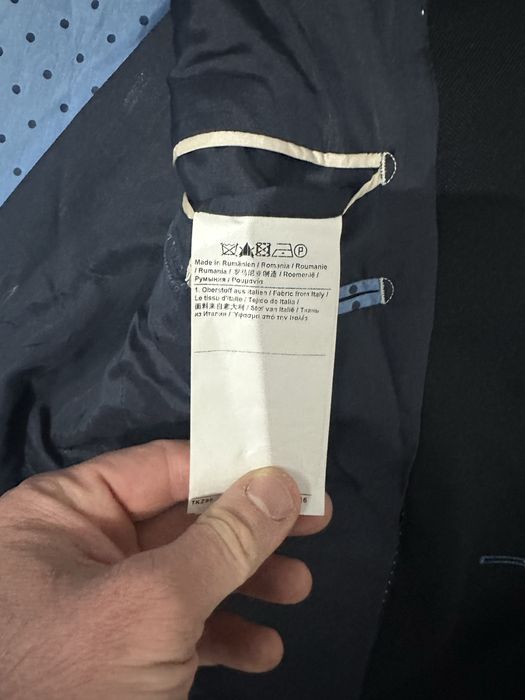 P
Made in Rumänien / Romania / Roumanie
/ Rumania / 罗马尼亚制造 / Roemenië /
Румыния / Ρουμανία
1. Oberstoff aus Italien / Fabric from Italy /
Le tissu d'Italie / Tejido de Italia /
面料来自意大利 / Stof van Italië / Ткань
из Италии / Ύφασμα από την Ιταλία